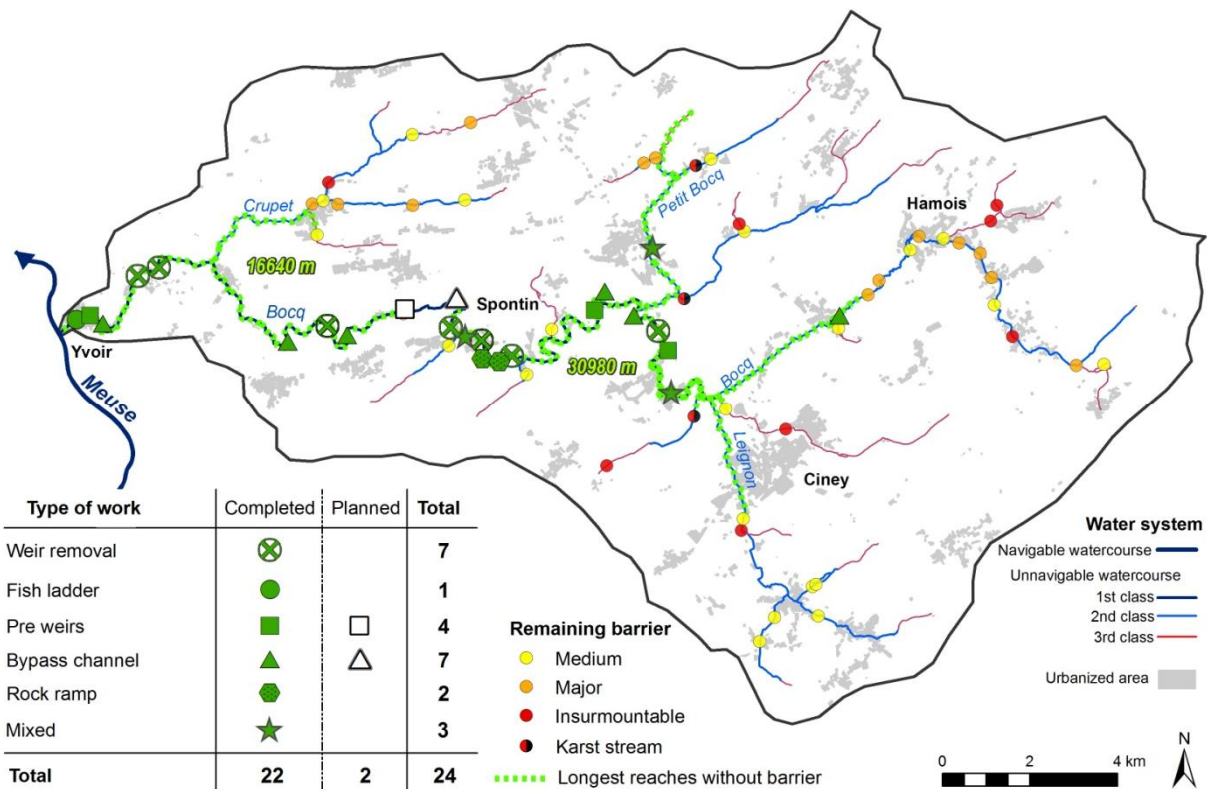 Hamois
Petit Bocq
Crupet
16640 m
Bocq
Spontin
Yvoir
30980 m
Bocq
Meuse
Leignon
Ciney
Type of work Completed Planned Total
Weir removal 7
Fish ladder 1
Pre weirs 4
Bypass channel 7
Rock ramp 2
Mixed 3
Total 22 2 24
Remaining barrier
Medium
Major
Insurmountable
Karst stream
Longest reaches without barrier
Water system
Navigable watercourse
Unnavigable watercourse
1st class
2nd class
3rd class
Urbanized area
N
0 2 4 km